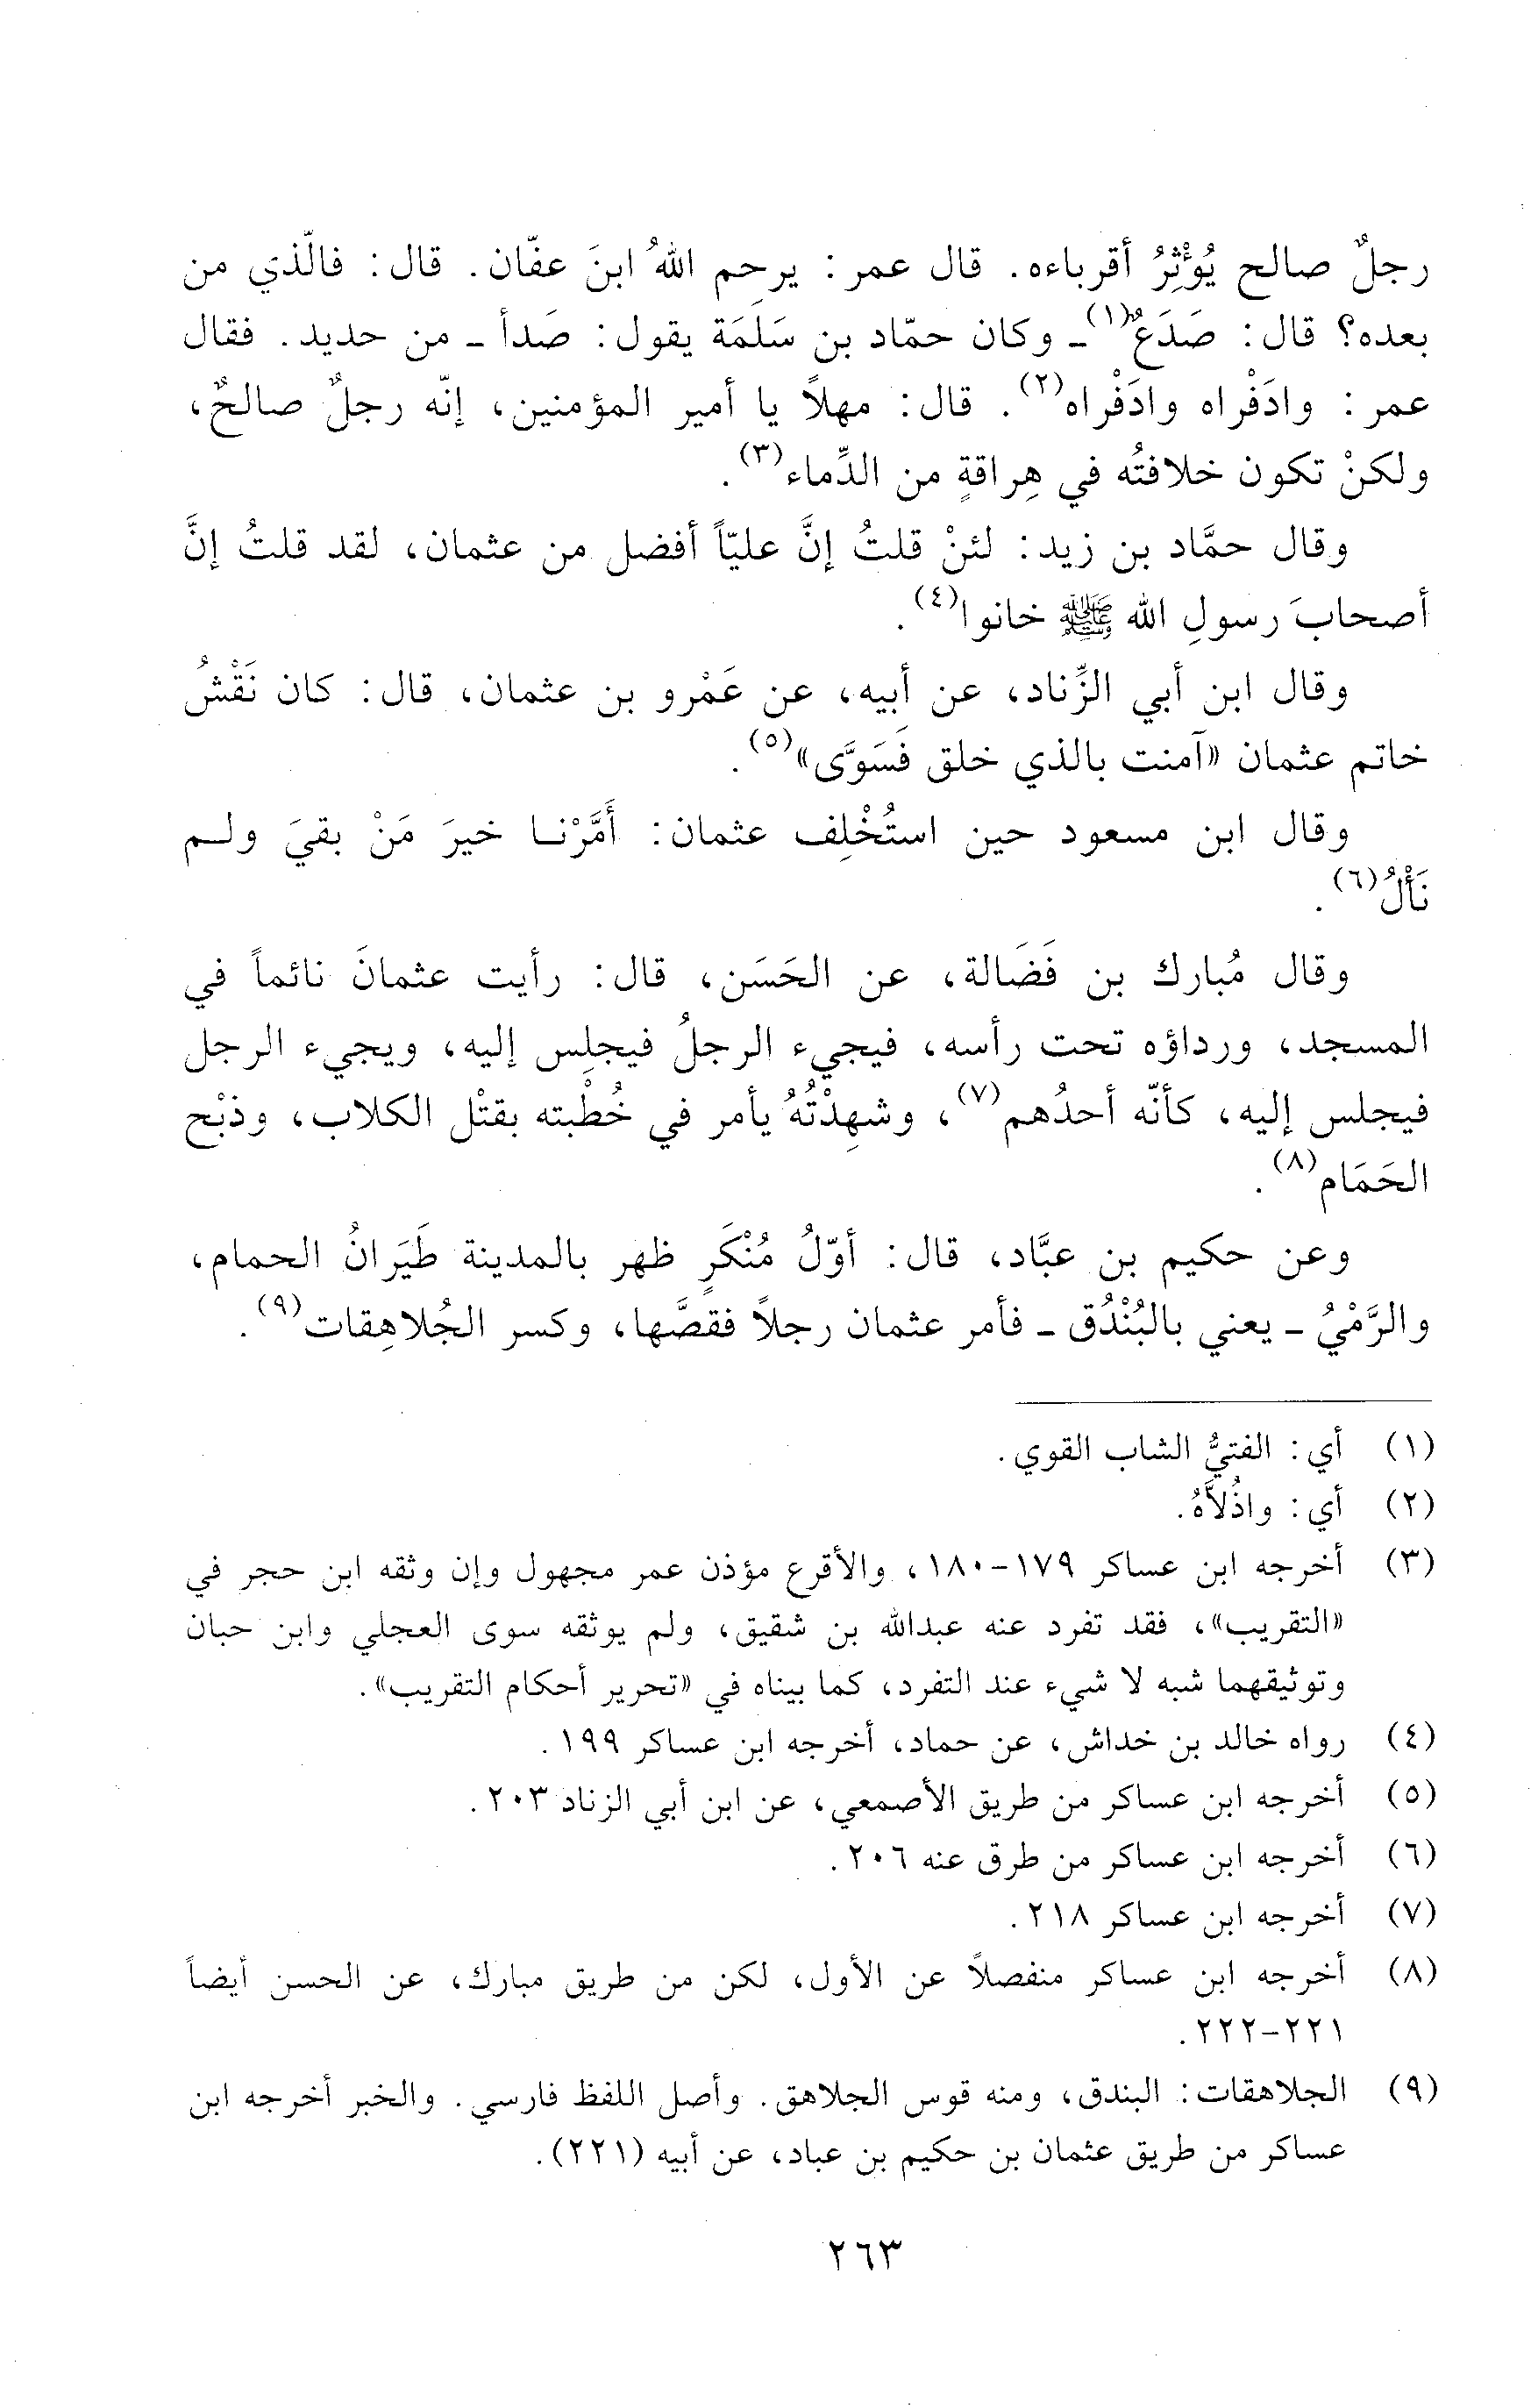 رجلٌ صالح يُؤْثِرُ أقرباءه. قال عمر: يرحم اللهُ ابنَ عفّان. قال: فالّذي من
بعده؟ قال: صَدَعٌ(١) - وكان حمّاد بن سَلَمَة يقول: صَدأ - من حديد. فقال
عمر: وادَفْراه وادَفْراه(٢). قال: مهلاً يا أمير المؤمنين، إنّه رجلٌ صالحٌ،
ولكنْ تكون خلافتُه في هِراقةٍ من الدِّماء(٣).
وقال حمَّاد بن زيد: لئنْ قلتُ إنَّ عليّاً أفضل من عثمان، لقد قلتُ إنَّ
أصحابَ رسولِ الله ﷺ خانوا(٤).
وقال ابن أبي الزِّناد، عن أبيه، عن عَمْرو بن عثمان، قال: كان نَقْشُ
خاتم عثمان «آمنت بالذي خلق فَسَوَّى»(٥).
وقال ابن مسعود حين استُخْلِف عثمان: أَمَّرْنا خيرَ مَنْ بقيَ ولم
نَأْلُ(٦).
وقال مُبارك بن فَضَالة، عن الحَسَن، قال: رأيت عثمانَ نائماً في
المسجد، ورداؤه تحت رأسه، فيجيء الرجلُ فيجلِس إليه، ويجيء الرجل
فيجلس إليه، كأنّه أحدُهم(٧)، وشهِدْتُهُ يأمر في خُطْبته بقتْل الكلاب، وذبْح
الحَمَام(٨).
وعن حكيم بن عبَّاد، قال: أوّلُ مُنْكَرٍ ظهر بالمدينة طَيَرانُ الحمام،
والرَّمْيُ - يعني بالبُنْدُق - فأمر عثمان رجلاً فقصَّها، وكسر الجُلاهِقات(٩).
(١) أي: الفتيُّ الشاب القوي.
(٢) أي: واذُلاَّهُ.
(٣) أخرجه ابن عساكر ١٧٩-١٨٠، والأقرع مؤذن عمر مجهول وإن وثقه ابن حجر في
«التقريب»، فقد تفرد عنه عبدالله بن شقيق، ولم يوثقه سوى العجلي وابن حبان
وتوثيقهما شبه لا شيء عند التفرد، كما بيناه في «تحرير أحكام التقريب».
(٤) رواه خالد بن خداش، عن حماد، أخرجه ابن عساكر ١٩٩.
(٥) أخرجه ابن عساكر من طريق الأصمعي، عن ابن أبي الزناد ٢٠٣.
(٦) أخرجه ابن عساكر من طرق عنه ٢٠٦.
(٧) أخرجه ابن عساكر ٢١٨.
(٨) أخرجه ابن عساكر منفصلاً عن الأول، لكن من طريق مبارك، عن الحسن أيضاً
٢٢١-٢٢٢.
(٩) الجلاهقات: البندق، ومنه قوس الجلاهق. وأصل اللفظ فارسي. والخبر أخرجه ابن
عساكر من طريق عثمان بن حكيم بن عباد، عن أبيه (٢٢١).
٢٦٣